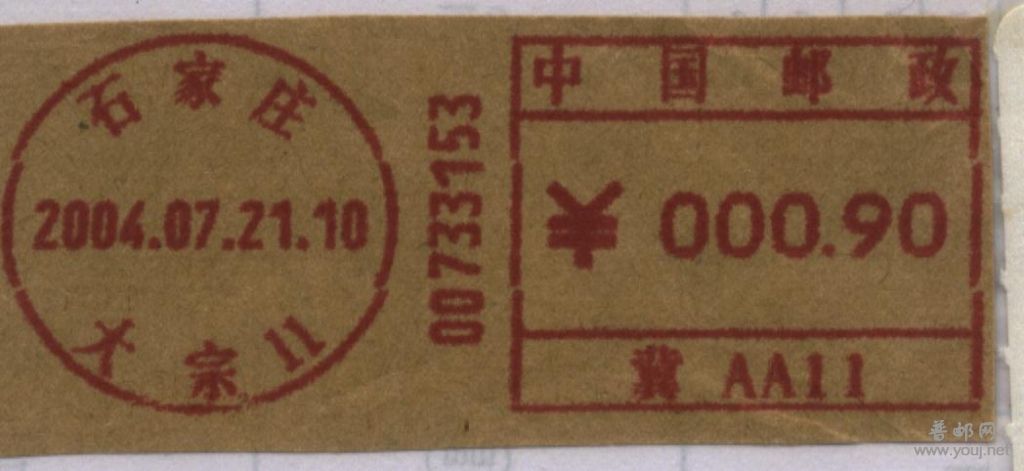 石家庄
2004.07.21.10
大宗11
00733153
中国邮政
¥ 000.90
冀 AA11
普邮网
www.youj.net